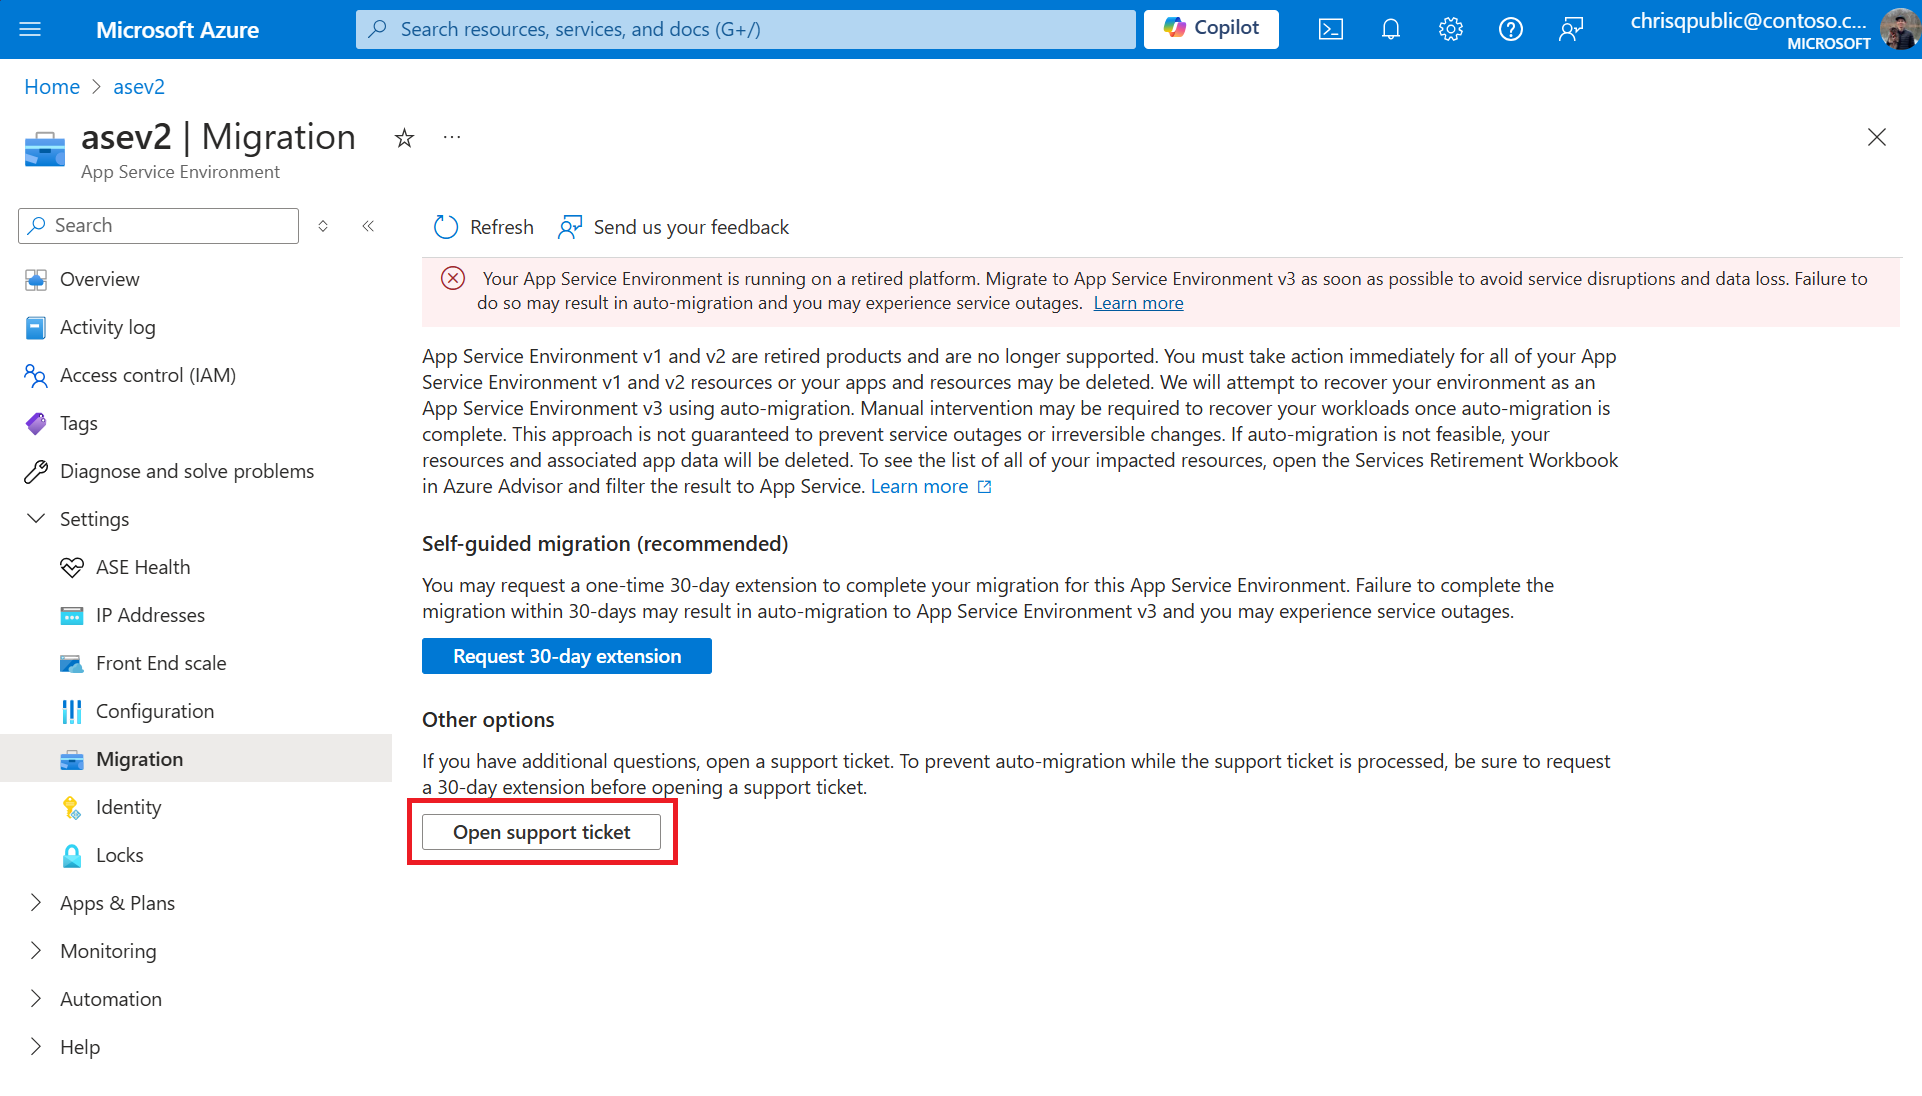 Microsoft Azure
Search resources, services, and docs (G+/)
Copilot
chrisqpublic@contoso.c...
MICROSOFT
Home > asev2
asev2 | Migration
...
App Service Environment
Search
Overview
Activity log
Access control (IAM)
Tags
Diagnose and solve problems
Settings
ASE Health
IP Addresses
Front End scale
Configuration
Migration
Identity
Locks
Apps & Plans
Monitoring
Automation
Help
Refresh
Send us your feedback
Your App Service Environment is running on a retired platform. Migrate to App Service Environment v3 as soon as possible to avoid service disruptions and data loss. Failure to
do so may result in auto-migration and you may experience service outages. Learn more
App Service Environment v1 and v2 are retired products and are no longer supported. You must take action immediately for all of your App
Service Environment v1 and v2 resources or your apps and resources may be deleted. We will attempt to recover your environment as an
App Service Environment v3 using auto-migration. Manual intervention may be required to recover your workloads once auto-migration is
complete. This approach is not guaranteed to prevent service outages or irreversible changes. If auto-migration is not feasible, your
resources and associated app data will be deleted. To see the list of all of your impacted resources, open the Services Retirement Workbook
in Azure Advisor and filter the result to App Service. Learn more
Self-guided migration (recommended)
You may request a one-time 30-day extension to complete your migration for this App Service Environment. Failure to complete the
migration within 30-days may result in auto-migration to App Service Environment v3 and you may experience service outages.
Request 30-day extension
Other options
If you have additional questions, open a support ticket. To prevent auto-migration while the support ticket is processed, be sure to request
a 30-day extension before opening a support ticket.
Open support ticket